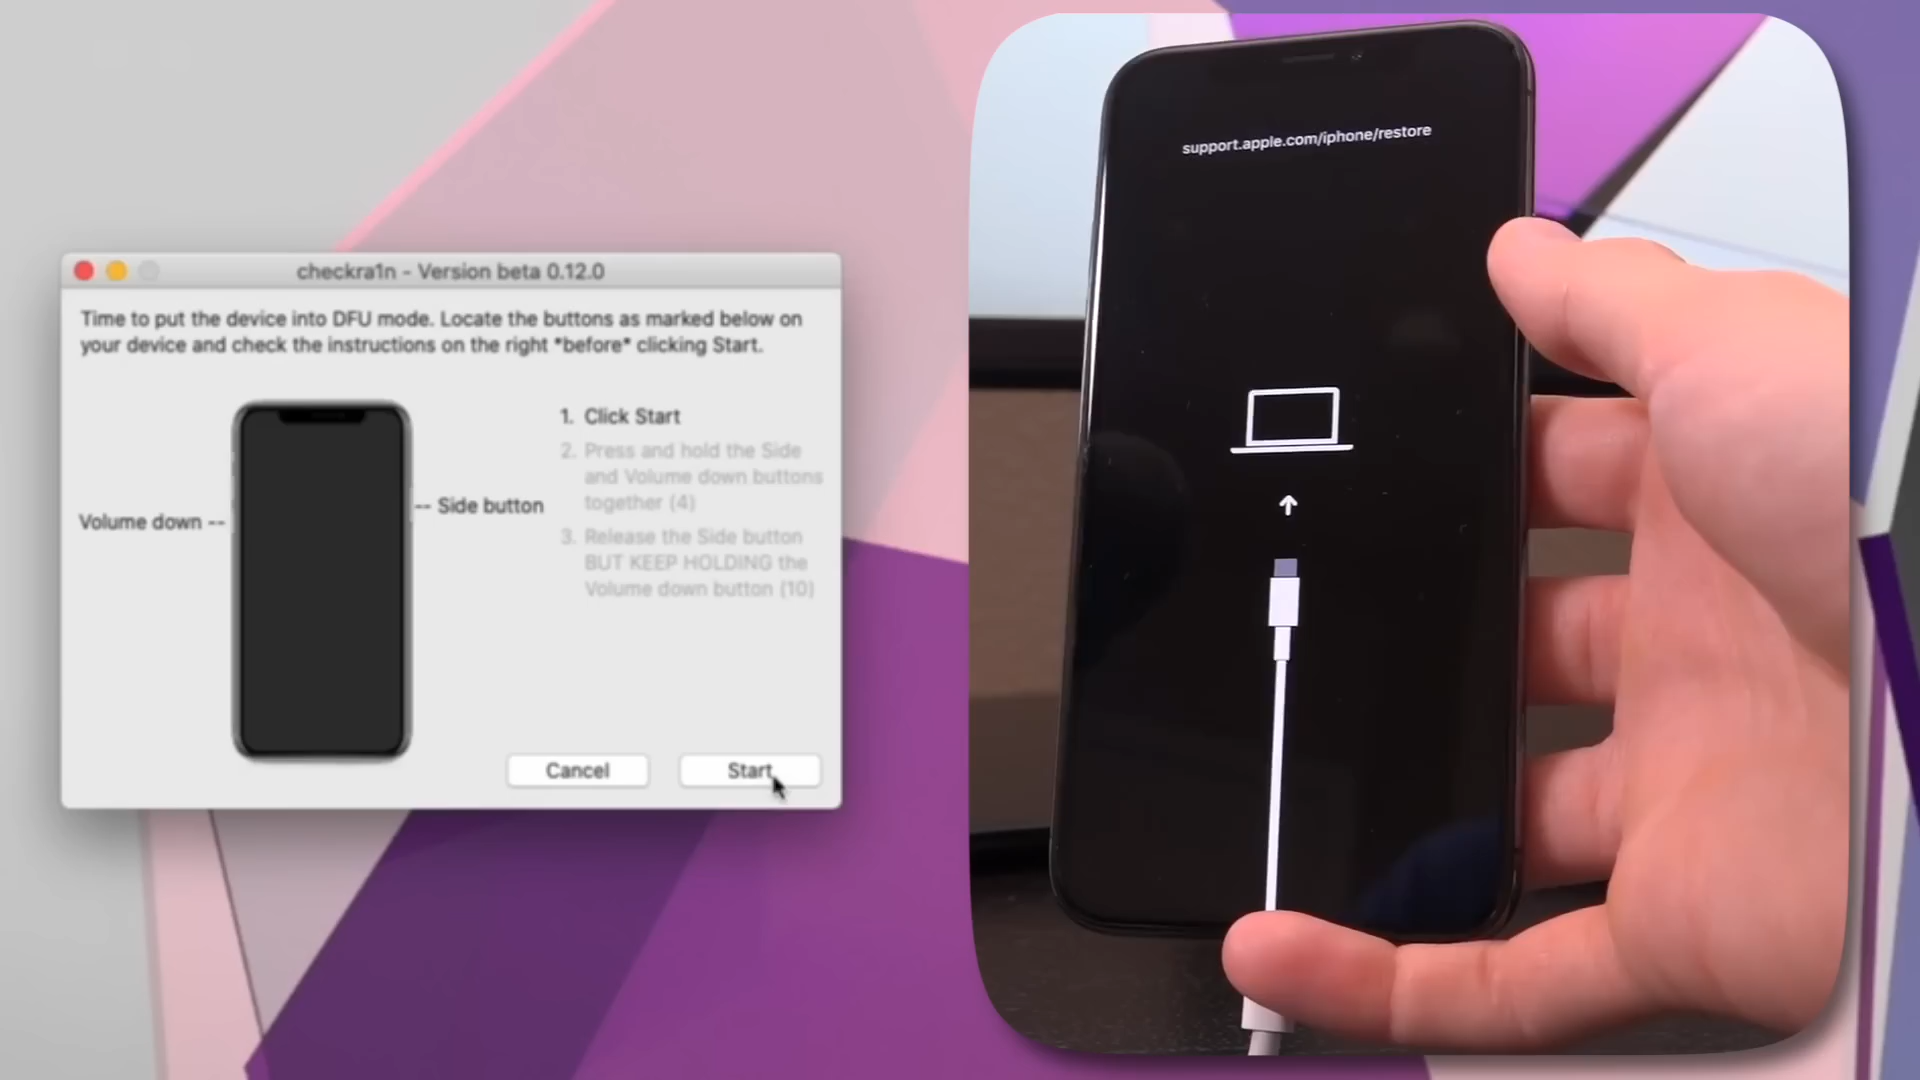 checkra1n - Version beta 0.12.0
Time to put the device into DFU mode. Locate the buttons as marked below on
your device and check the instructions on the right *before* clicking Start.
Volume down --
-- Side button
1. Click Start
2. Press and hold the Side
and Volume down buttons
together (4)
3. Release the Side button
BUT KEEP HOLDING the
Volume down button (10)
Cancel
Start
support.apple.com/iphone/restore